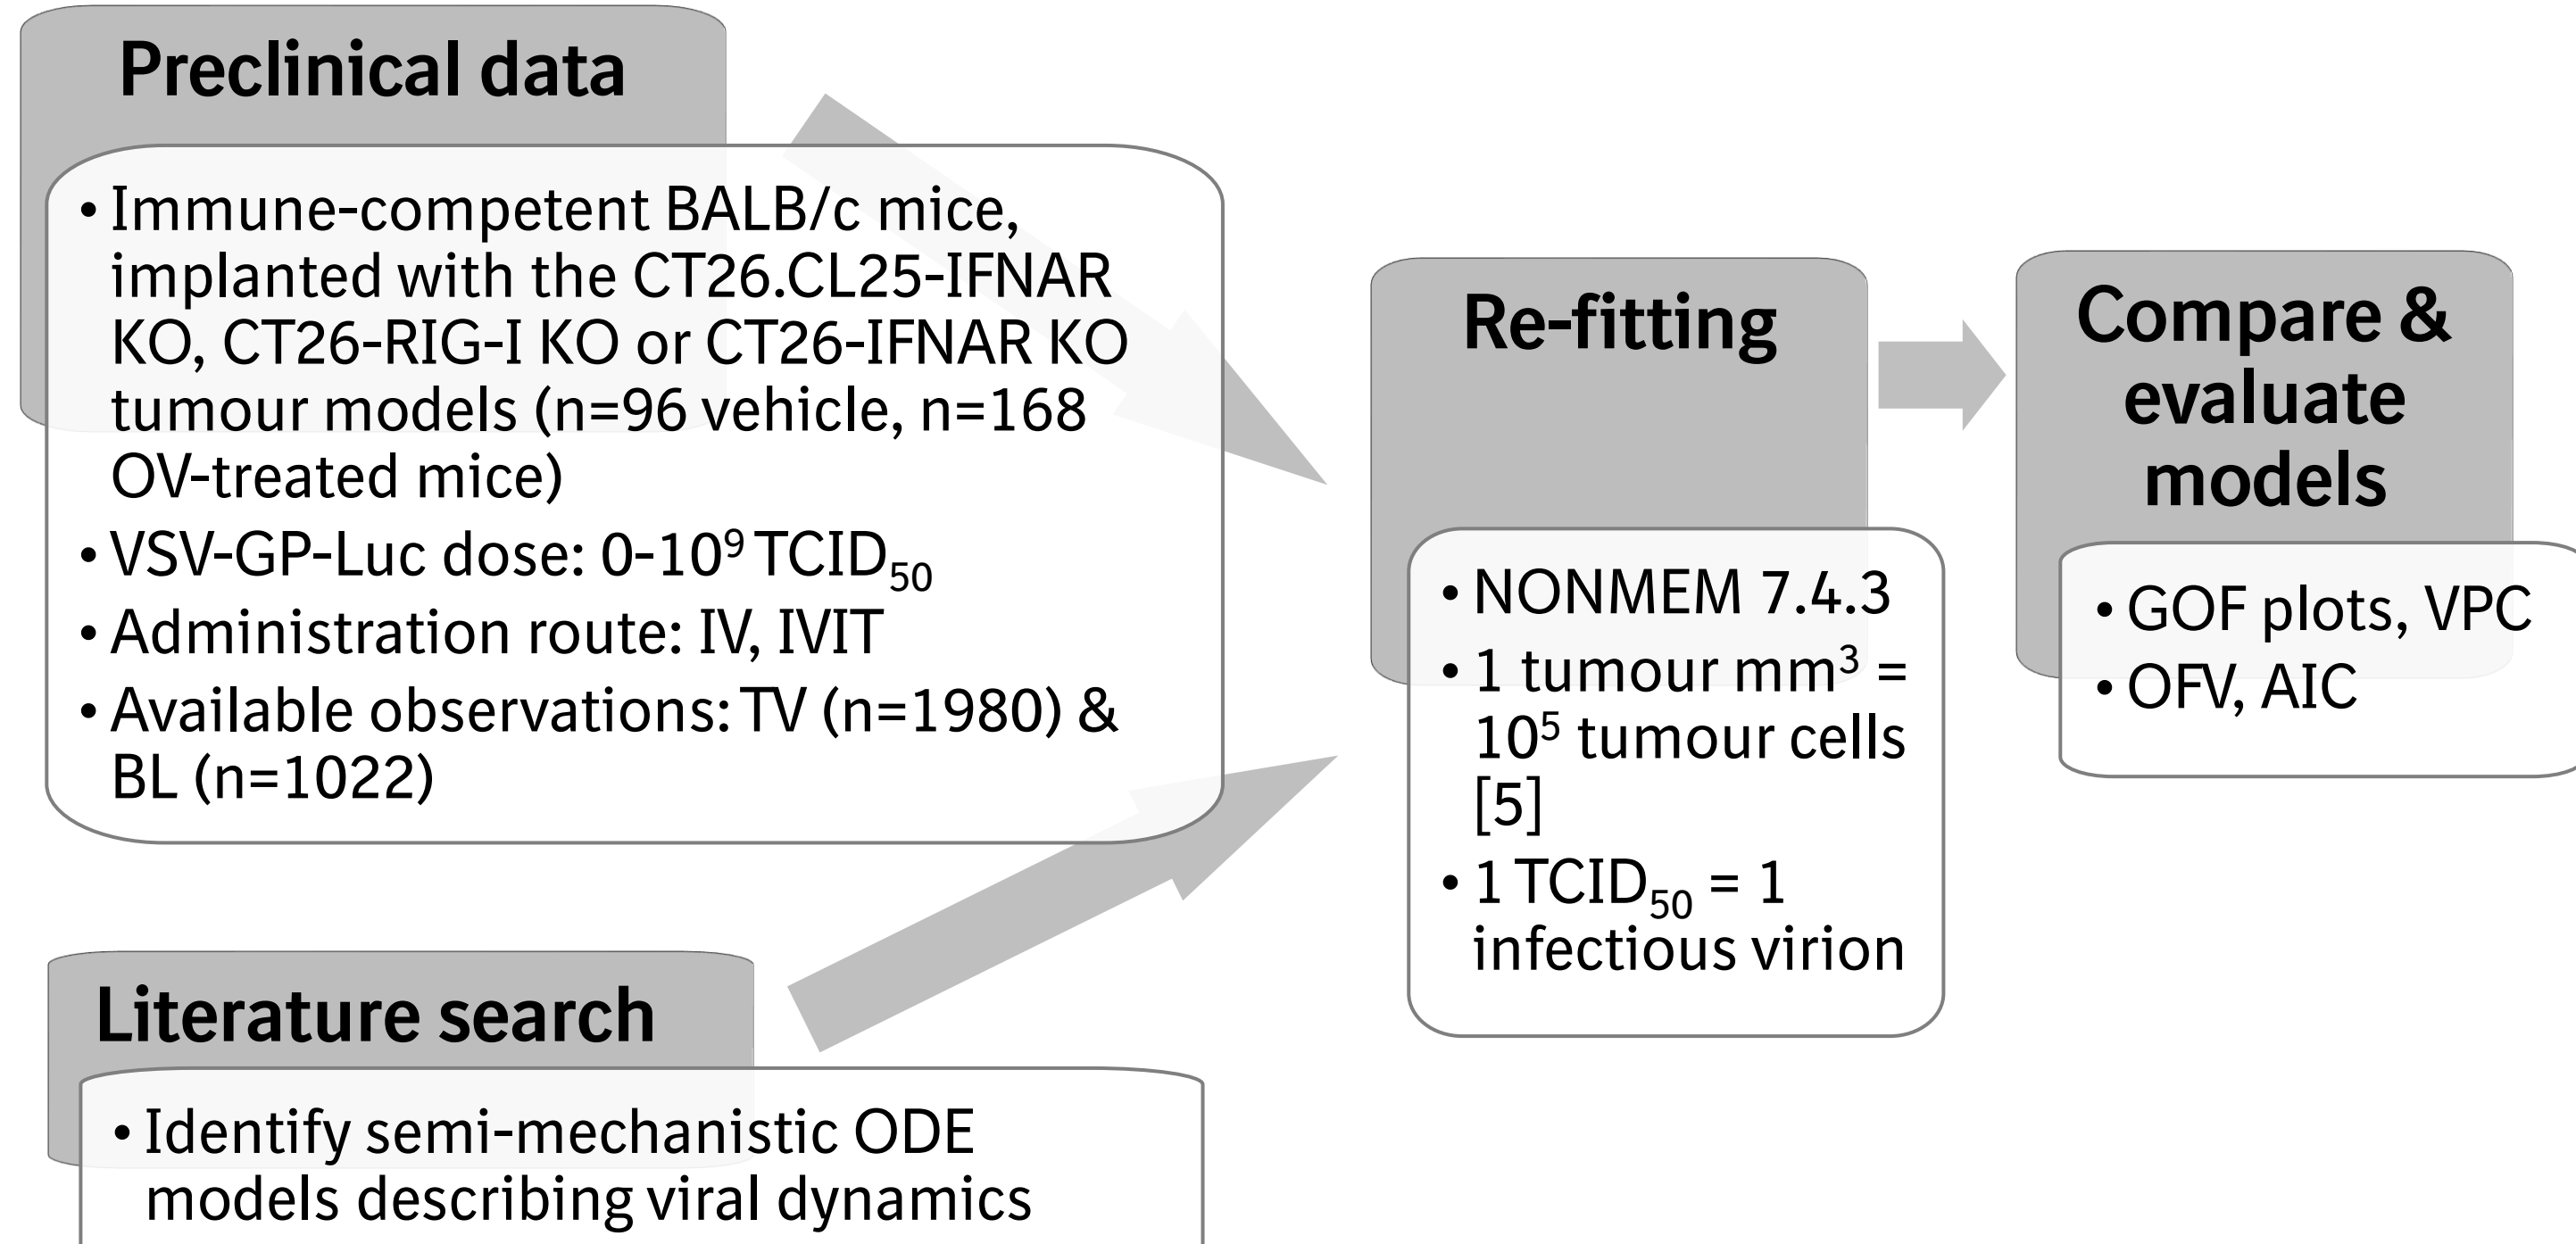 Preclinical data
• Immune-competent BALB/c mice,
implanted with the CT26.CL25-IFNAR
KO, CT26-RIG-I KO or CT26-IFNAR KO
tumour models (n=96 vehicle, n=168
OV-treated mice)
• VSV-GP-Luc dose: 0-10⁹ TCID₅₀
• Administration route: IV, IVIT
• Available observations: TV (n=1980) &
BL (n=1022)
Literature search
• Identify semi-mechanistic ODE
models describing viral dynamics
Re-fitting
• NONMEM 7.4.3
• 1 tumour mm³ =
10⁵ tumour cells
[5]
• 1 TCID₅₀ = 1
infectious virion
Compare &
evaluate
models
• GOF plots, VPC
• OFV, AIC